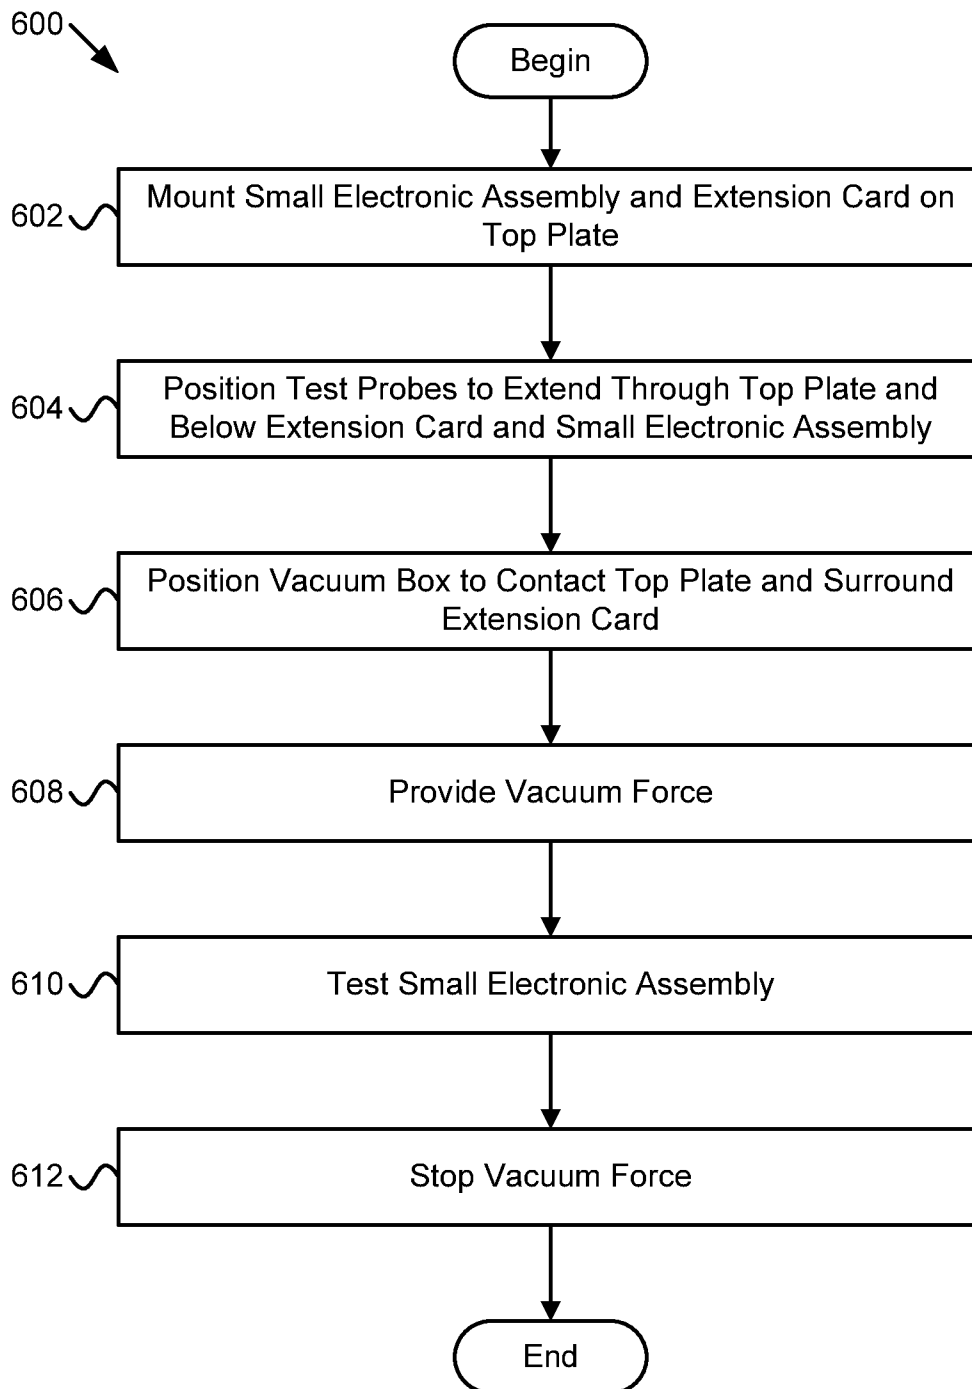 600
Begin
602
Mount Small Electronic Assembly and Extension Card on
Top Plate
604
Position Test Probes to Extend Through Top Plate and
Below Extension Card and Small Electronic Assembly
606
Position Vacuum Box to Contact Top Plate and Surround
Extension Card
608
Provide Vacuum Force
610
Test Small Electronic Assembly
612
Stop Vacuum Force
End